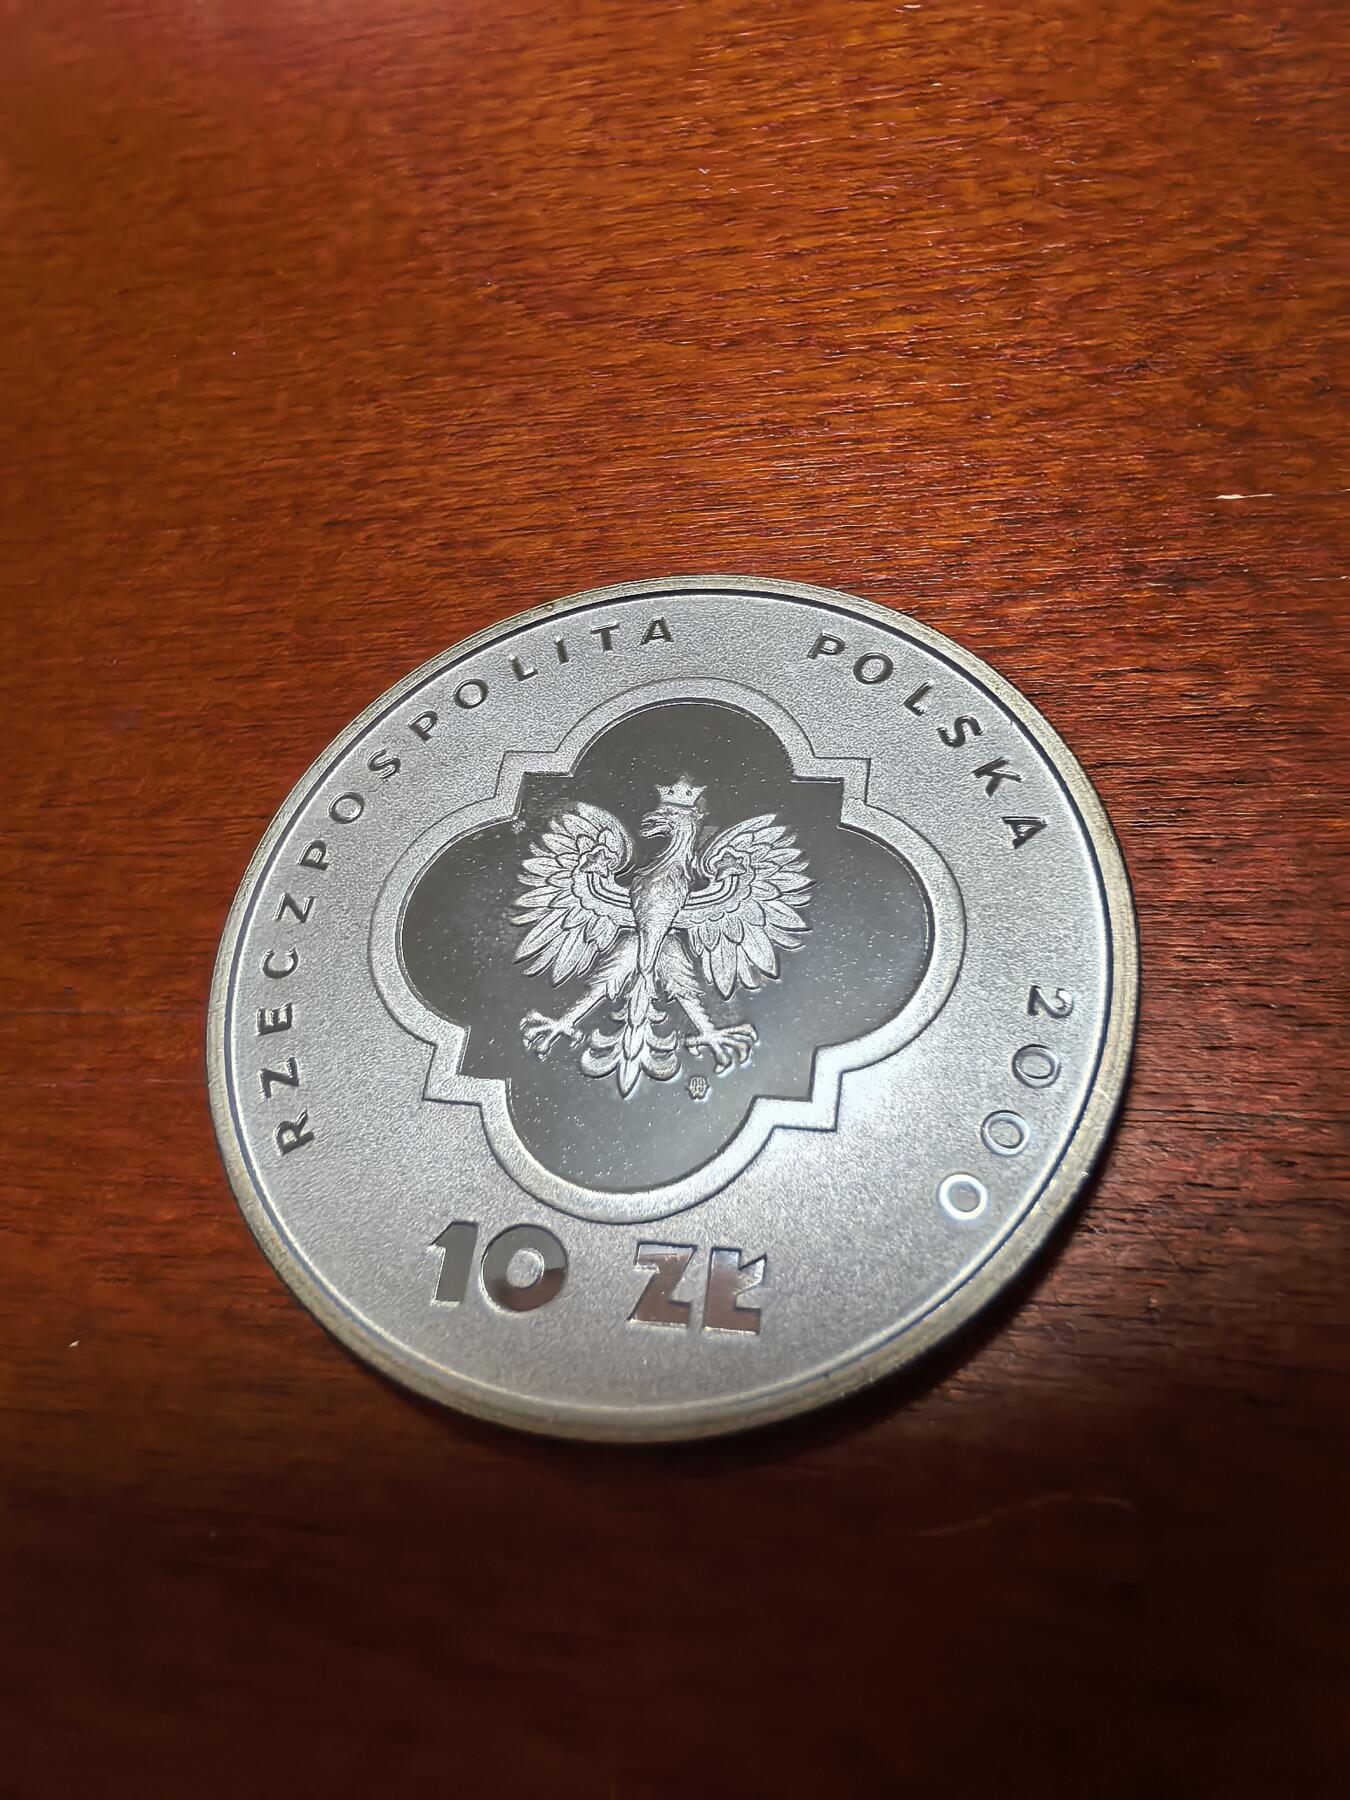 RZECZPOSPOLITA POLSKA 2000
10 ZŁ